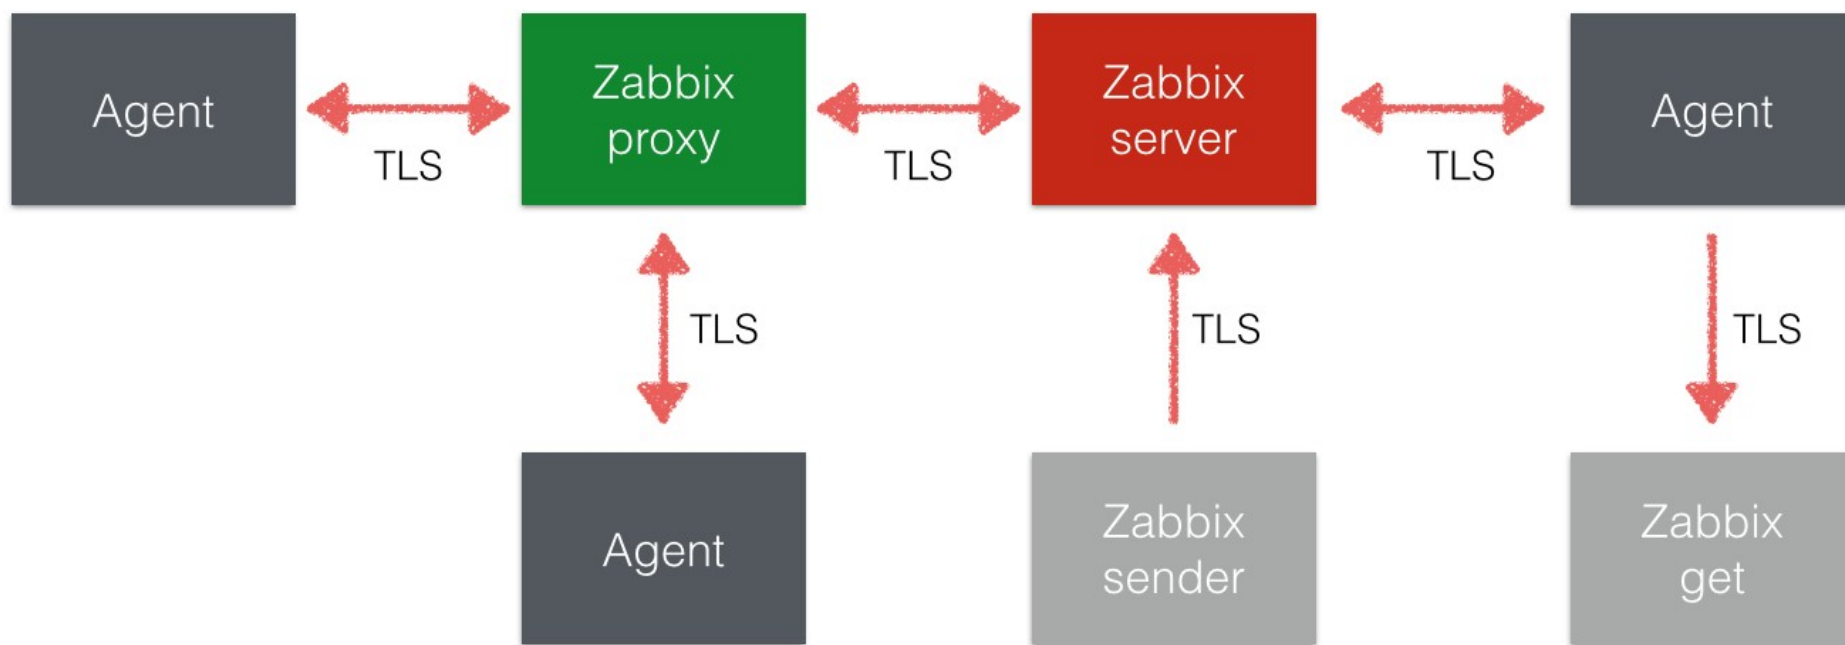 Agent
Zabbix
proxy
Zabbix
server
Agent
TLS
TLS
TLS
TLS
TLS
TLS
Agent
Zabbix
sender
Zabbix
get